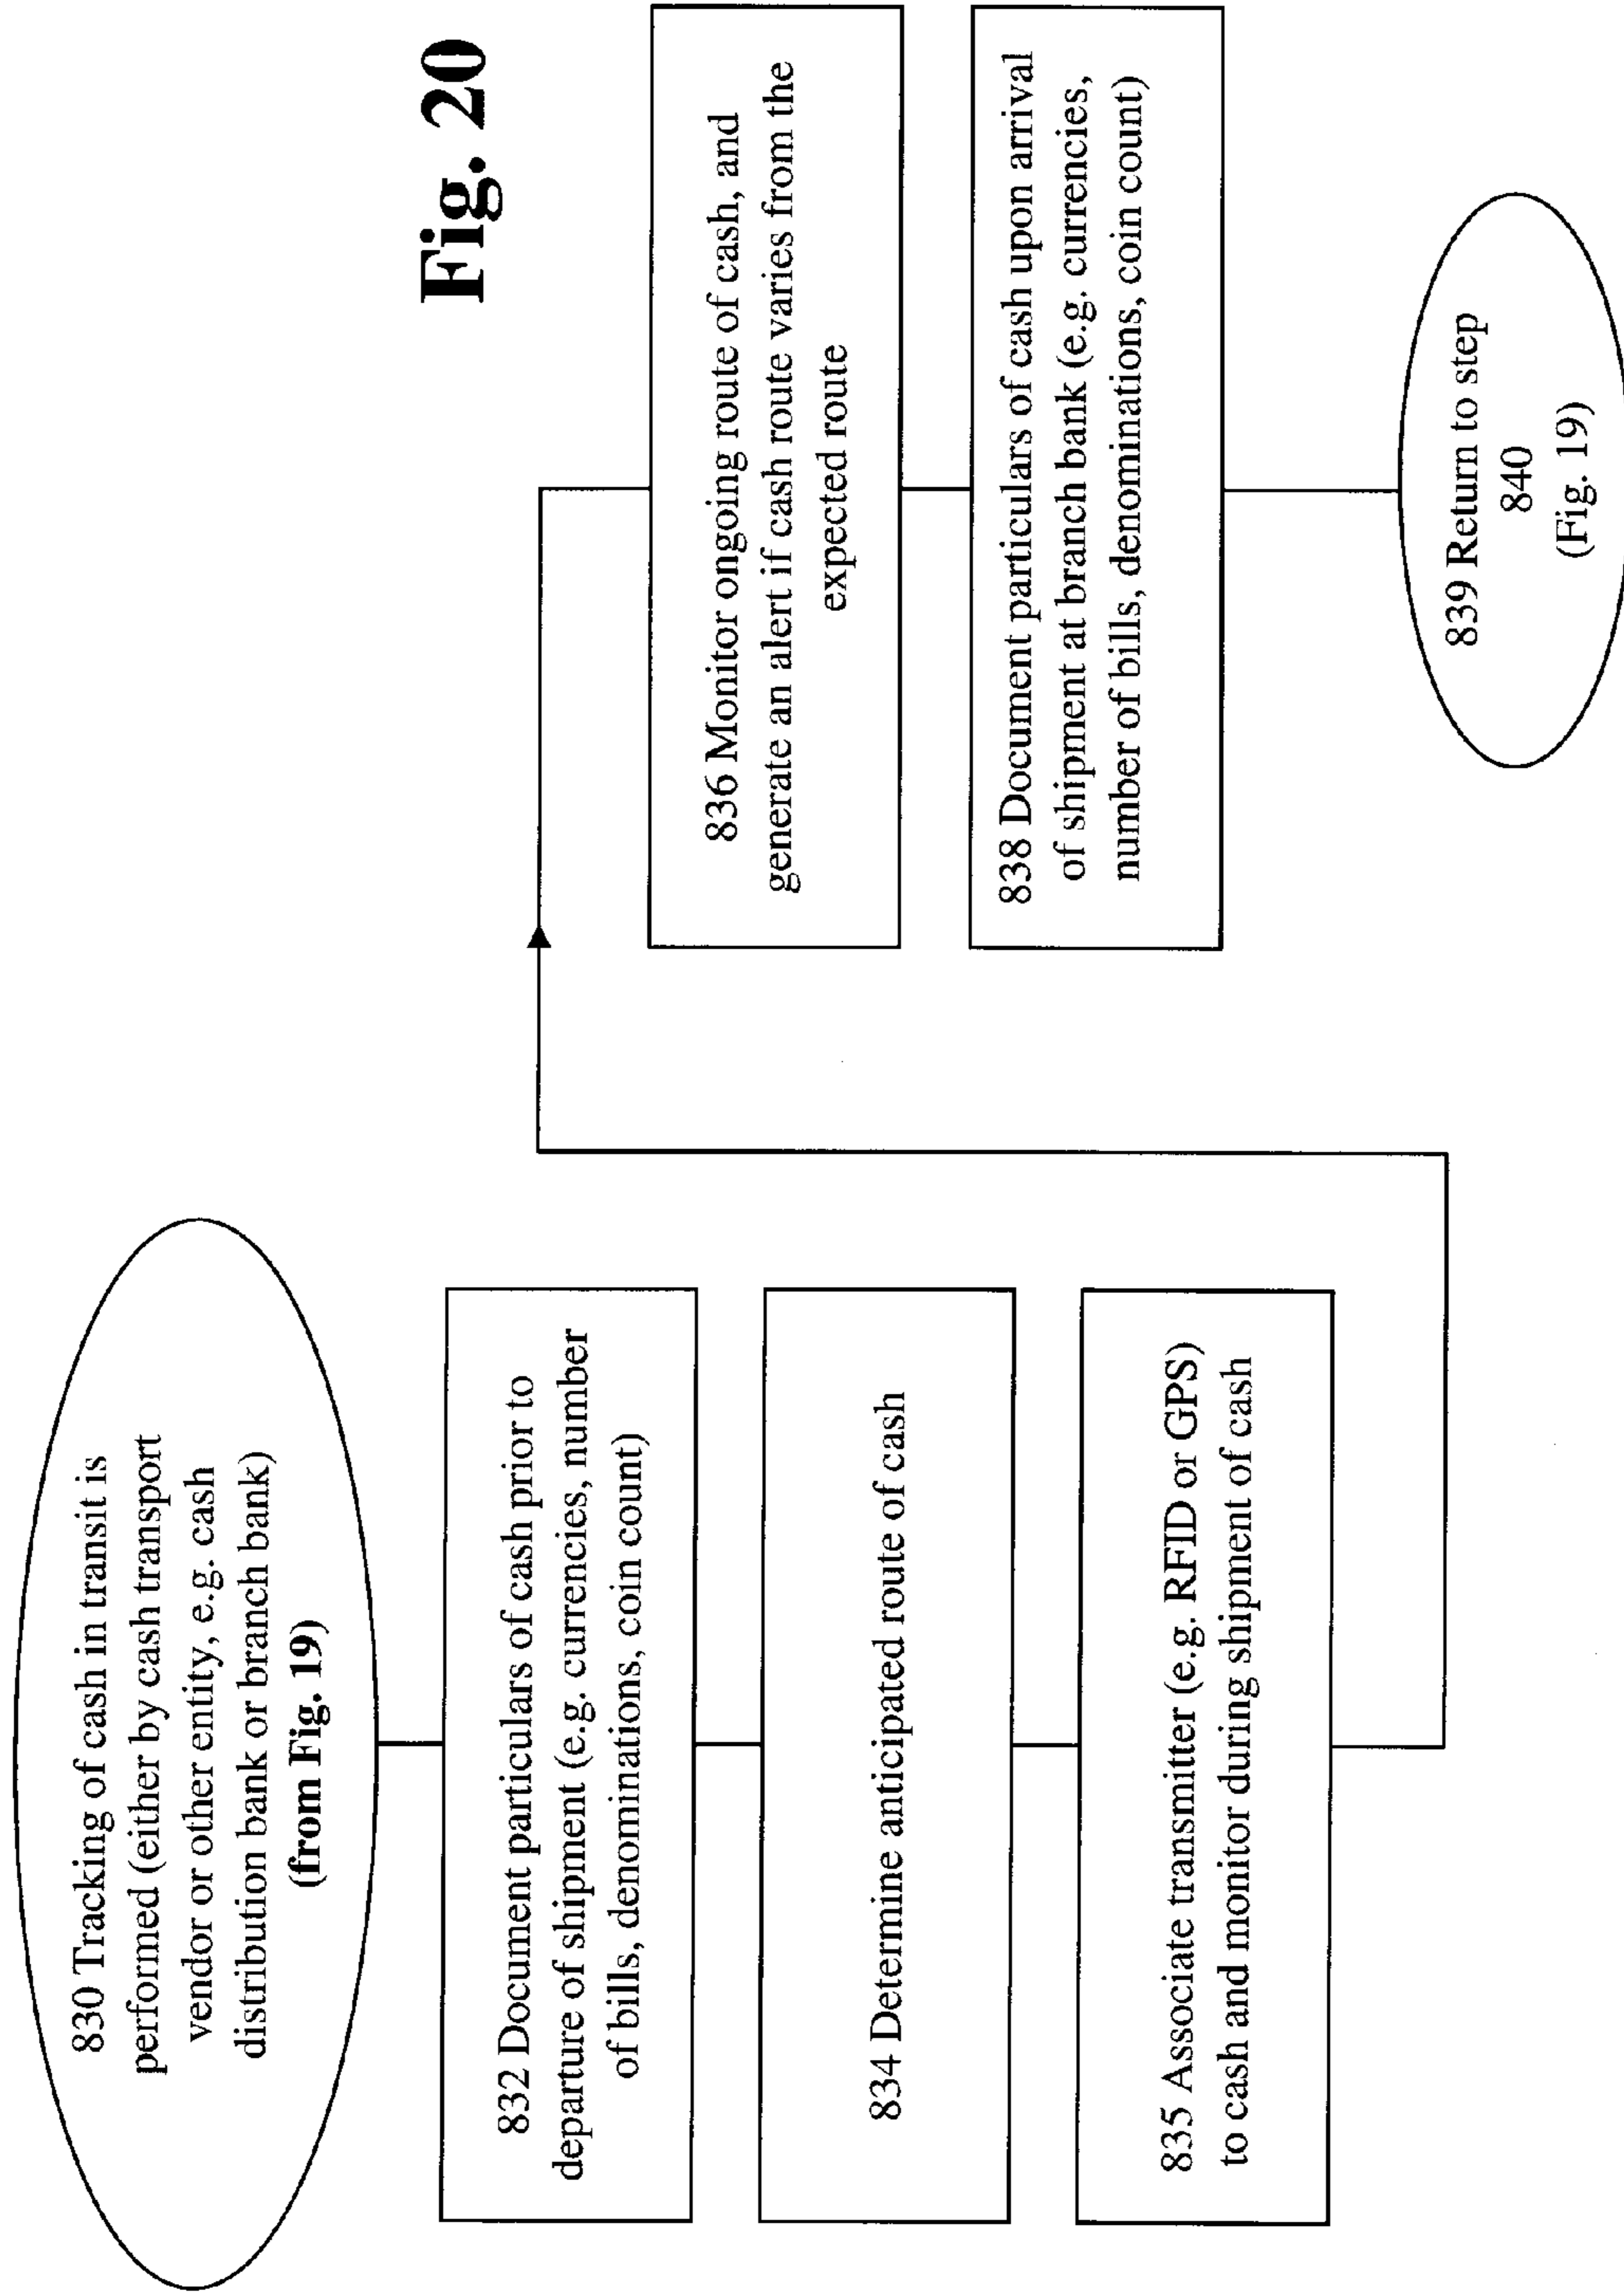 830 Tracking of cash in transit is
performed (either by cash transport
vendor or other entity, e.g. cash
distribution bank or branch bank)
(from Fig. 19)
832 Document particulars of cash prior to
departure of shipment (e.g. currencies, number
of bills, denominations, coin count)
834 Determine anticipated route of cash
835 Associate transmitter (e.g. RFID or GPS)
to cash and monitor during shipment of cash
Fig. 20
836 Monitor ongoing route of cash, and
generate an alert if cash route varies from the
expected route
838 Document particulars of cash upon arrival
of shipment at branch bank (e.g. currencies,
number of bills, denominations, coin count)
839 Return to step
840
(Fig. 19)